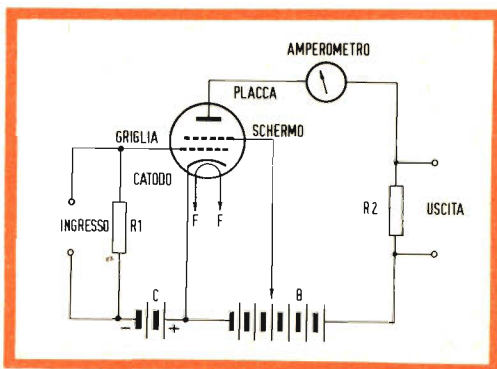 AMPEROMETRO
PLACCA
GRIGLIA
SCHERMO
CATODO
F F
INGRESSO
R1
R2
USCITA
C
B
- +